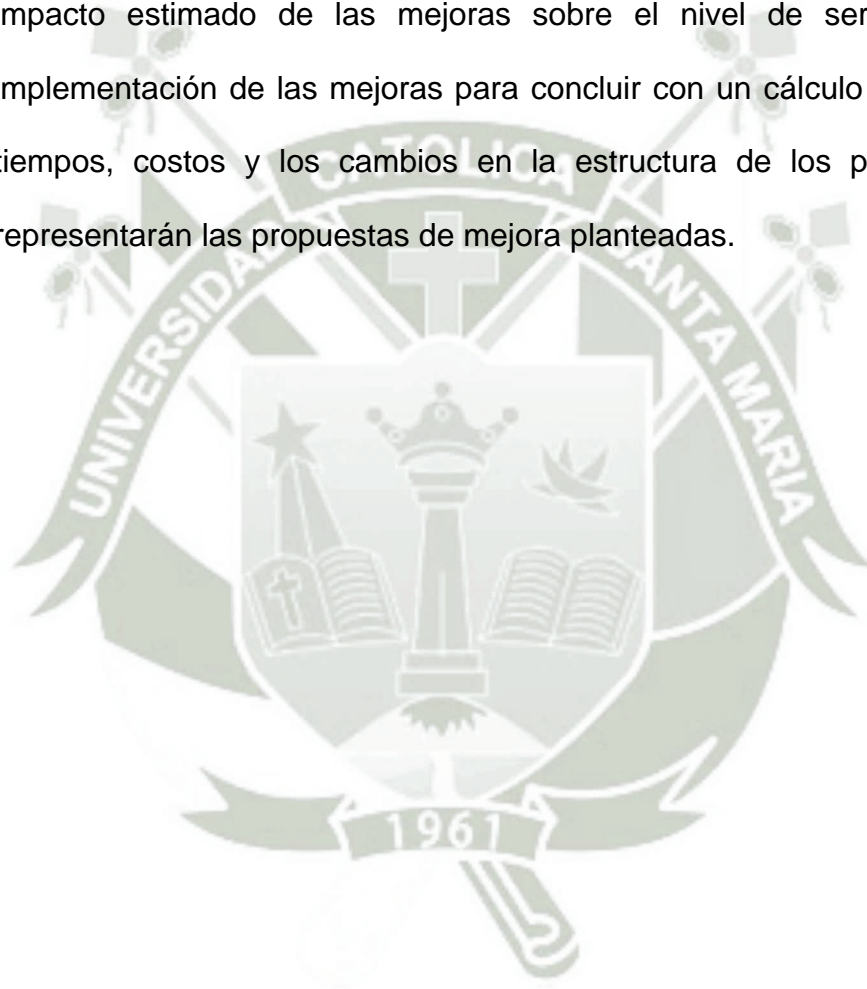 impacto estimado de las mejoras sobre el nivel de ser
implementación de las mejoras para concluir con un cálculo
tiempos, costos y los cambios en la estructura de los p
representarán las propuestas de mejora planteadas.
UNIVERSIDAD CATOLICA SANTA MARIA
1961